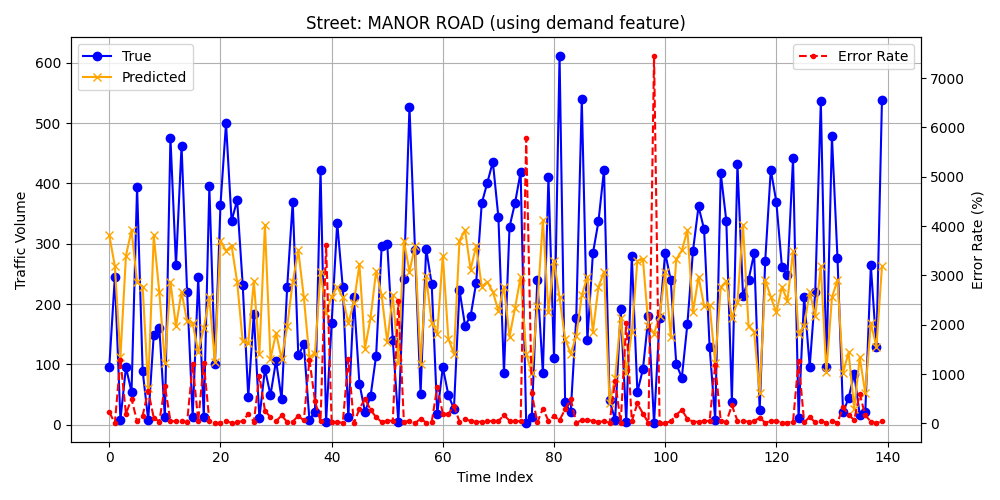 Street: MANOR ROAD (using demand feature)
True
Predicted
Error Rate
Traffic Volume
600
500
400
300
200
100
0
7000
6000
5000
4000
3000
2000
1000
0
Error Rate (%)
0 20 40 60 80 100 120 140
Time Index